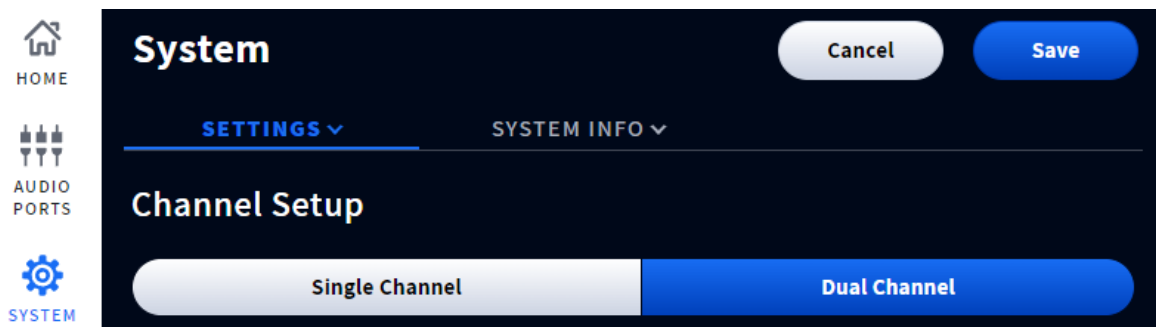 HOME
AUDIO
PORTS
SYSTEM
System
Cancel
Save
SETTINGS
SYSTEM INFO
Channel Setup
Single Channel
Dual Channel